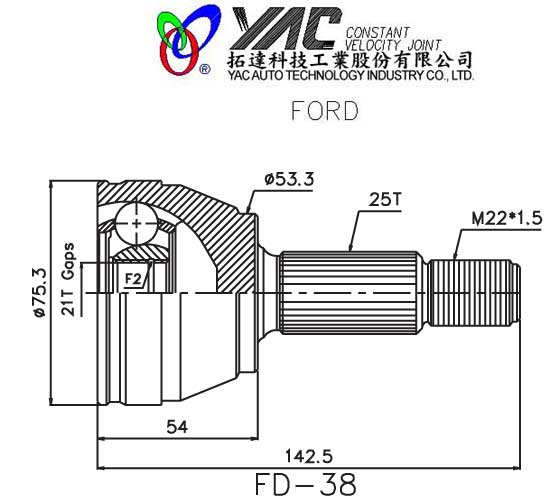 YAC CONSTANT
VELOCITY JOINT
拓達科技工業股份有限公司
® YAC AUTO TECHNOLOGY INDUSTRY CO., LTD.
FORD
ø53.3
25T
M22*1.5
ø75.3
21T Gaps
F2
54
142.5
FD-38